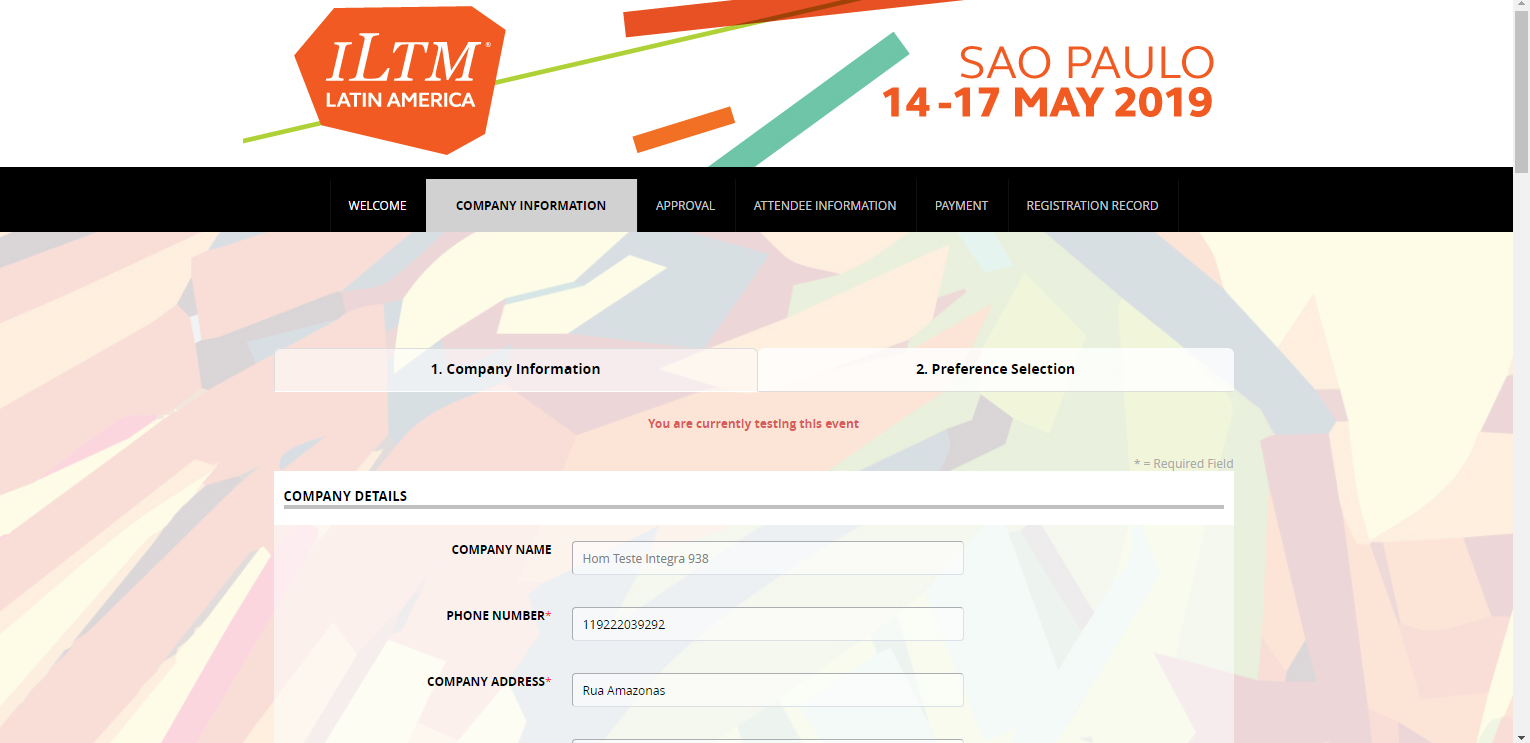 ILTM®
LATIN AMERICA
SAO PAULO
14-17 MAY 2019
WELCOME
COMPANY INFORMATION
APPROVAL
ATTENDEE INFORMATION
PAYMENT
REGISTRATION RECORD
1. Company Information
2. Preference Selection
You are currently testing this event
* = Required Field
COMPANY DETAILS
COMPANY NAME
Hom Teste Integra 938
PHONE NUMBER*
119222039292
COMPANY ADDRESS*
Rua Amazonas